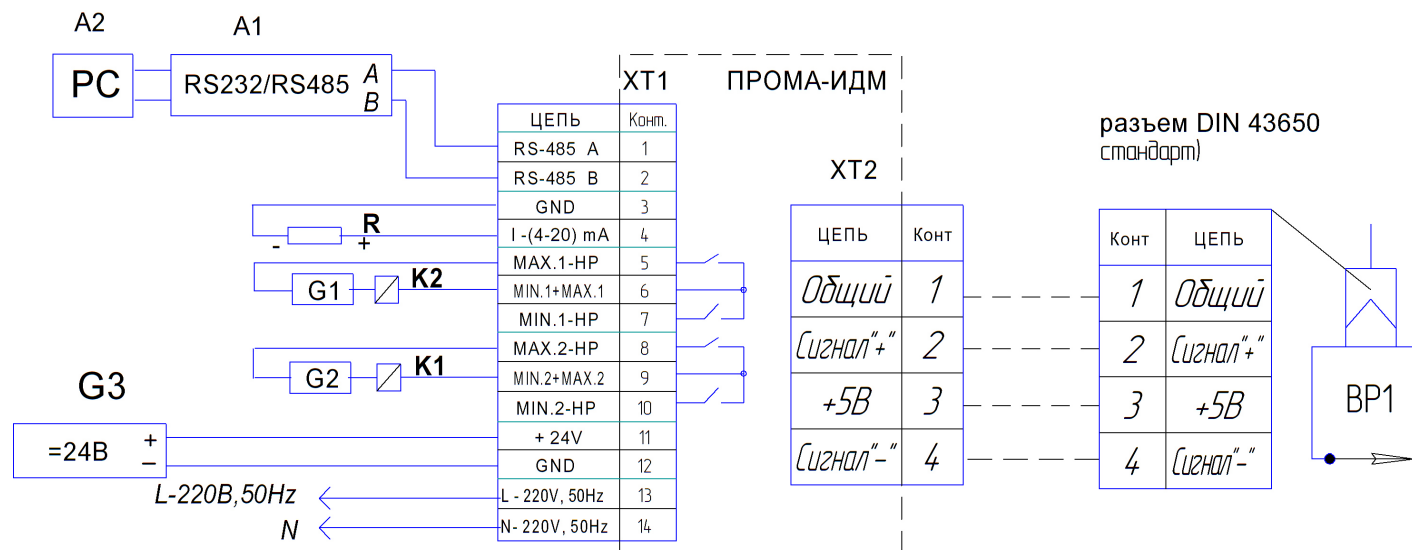 A2
A1
PC
RS232/RS485 A
B
XT1
ПРОМА-ИДМ
ЦЕПЬ Конт.
RS-485 A 1
RS-485 B 2
GND 3
I -(4-20) mA 4
MAX.1-HP 5
MIN.1+MAX.1 6
MIN.1-HP 7
MAX.2-HP 8
MIN.2+MAX.2 9
MIN.2-HP 10
+ 24V 11
GND 12
L - 220V, 50Hz 13
N- 220V, 50Hz 14
R
- +
G1
K2
G2
K1
G3
=24В + –
L-220В,50Hz
N
XT2
ЦЕПЬ Конт
Общий 1
Сигнал"+" 2
+5В 3
Сигнал"–" 4
разъем DIN 43650
стандарт)
Конт ЦЕПЬ
1 Общий
2 Сигнал"+"
3 +5В
4 Сигнал"–"
BP1